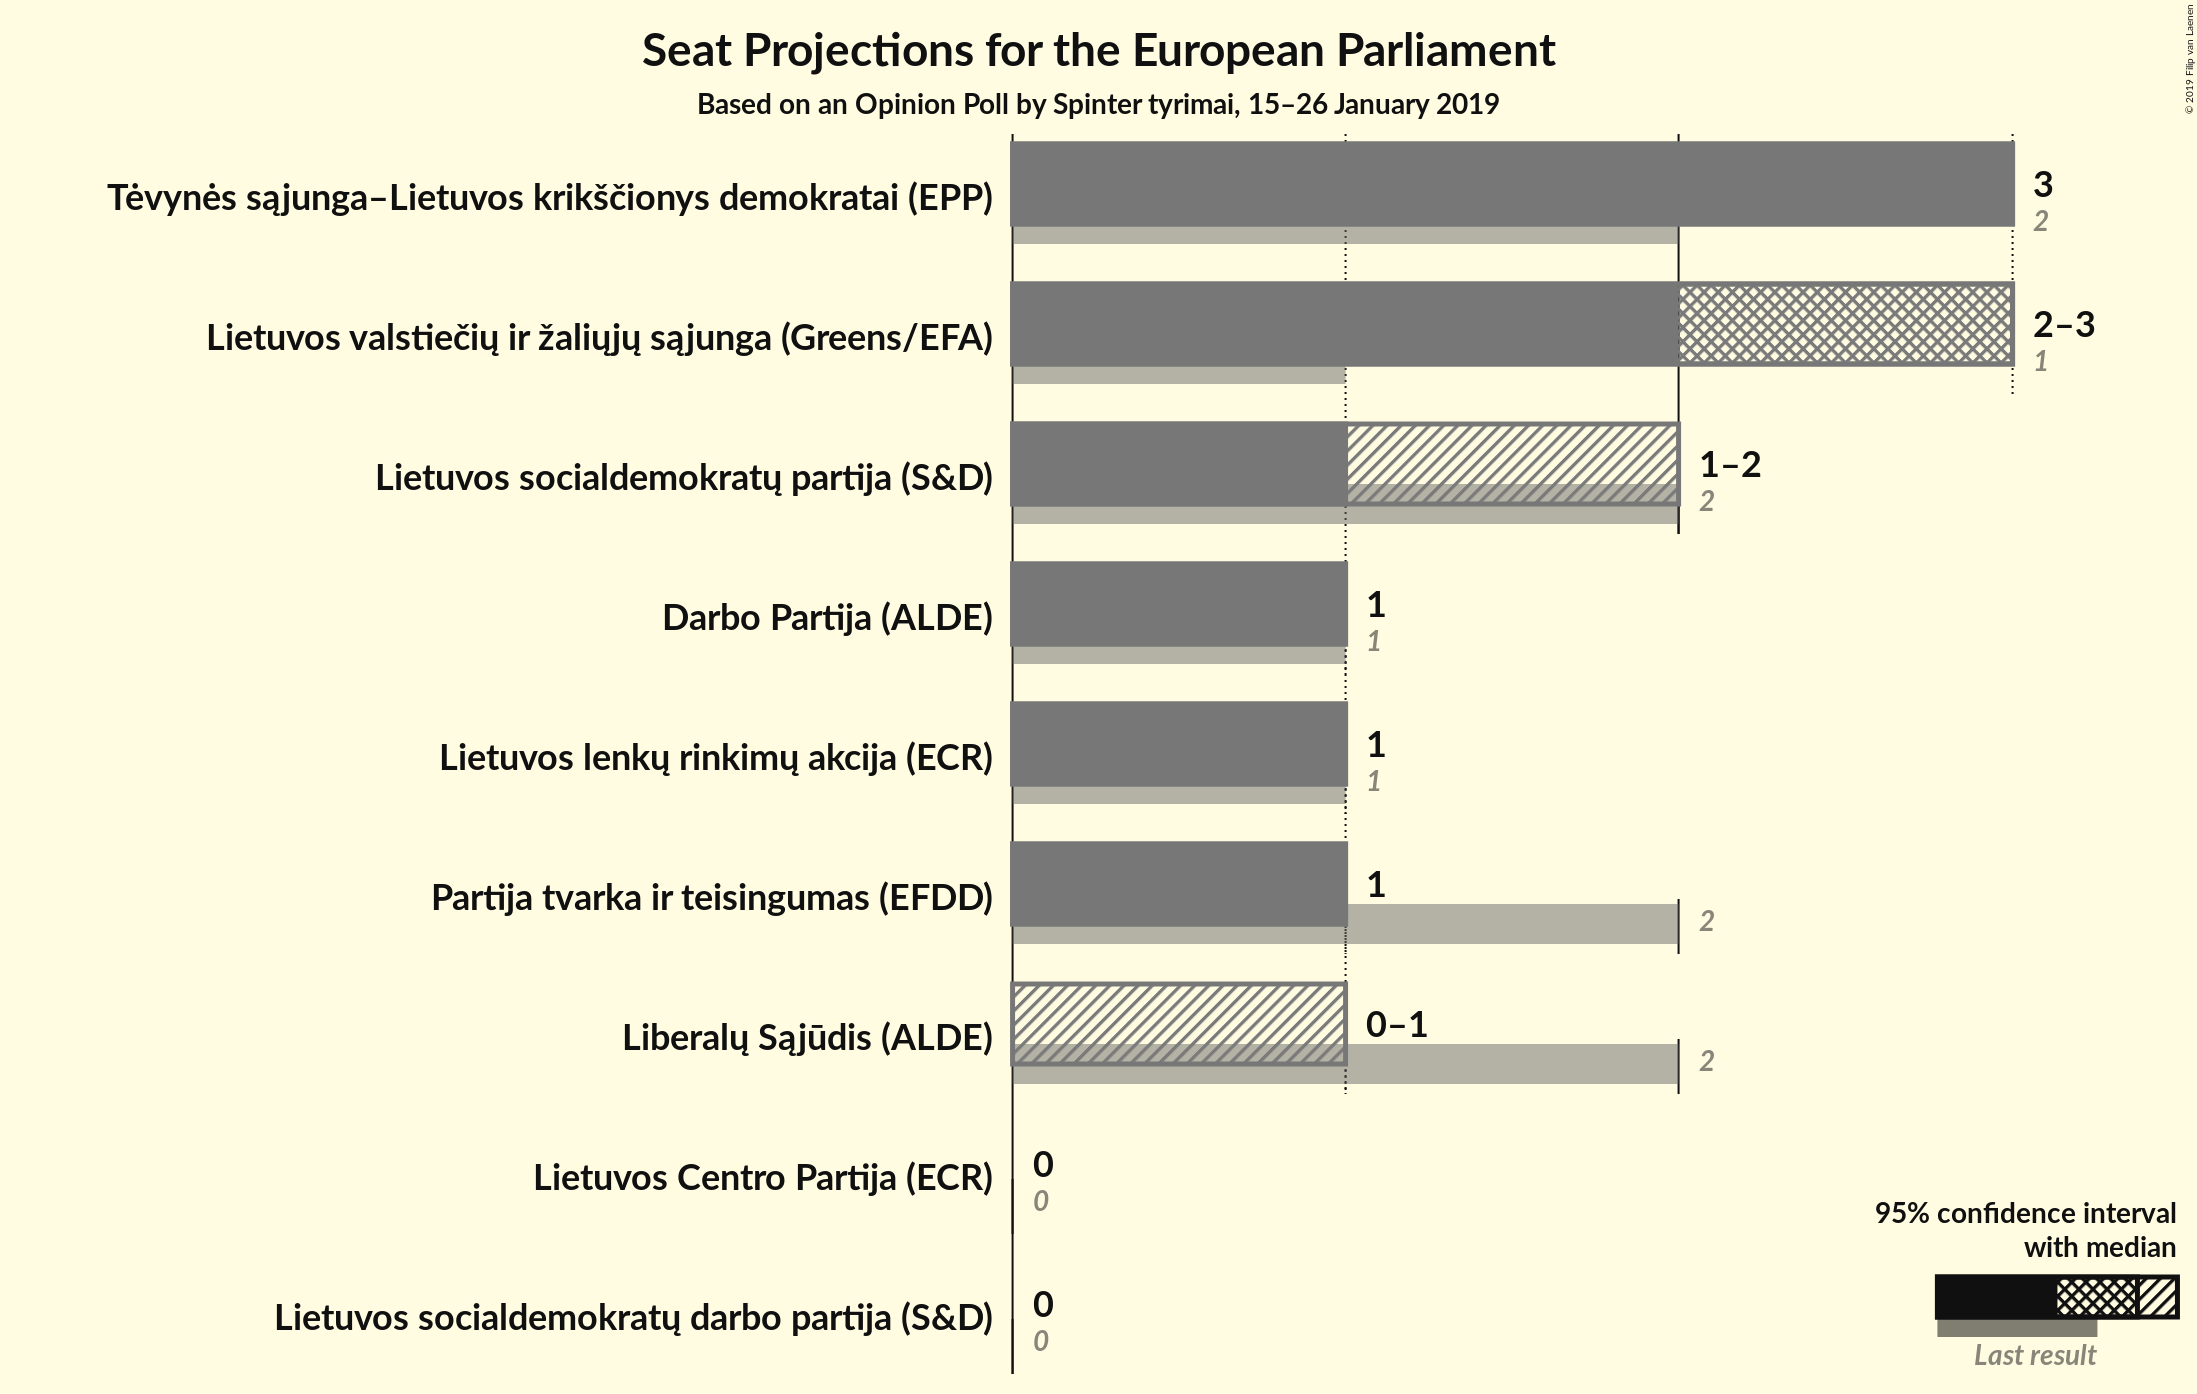 Seat Projections for the European Parliament
Based on an Opinion Poll by Spinter tyrimai, 15–26 January 2019
© 2019 Filip van Laenen
Tėvynės sąjunga–Lietuvos krikščionys demokratai (EPP)
3
2
Lietuvos valstiečių ir žaliųjų sąjunga (Greens/EFA)
2–3
1
Lietuvos socialdemokratų partija (S&D)
1–2
2
Darbo Partija (ALDE)
1
1
Lietuvos lenkų rinkimų akcija (ECR)
1
1
Partija tvarka ir teisingumas (EFDD)
1
2
Liberalų Sąjūdis (ALDE)
0–1
2
Lietuvos Centro Partija (ECR)
0
0
Lietuvos socialdemokratų darbo partija (S&D)
0
0
95% confidence interval
with median
Last result